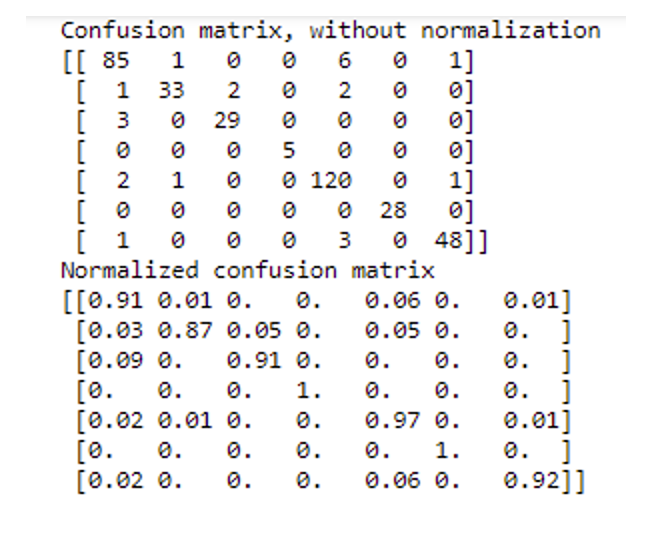 Confusion matrix, without normalization
[[ 85   1   0   0   6   0   1]
 [  1  33   2   0   2   0   0]
 [  3   0  29   0   0   0   0]
 [  0   0   0   5   0   0   0]
 [  2   1   0   0 120   0   1]
 [  0   0   0   0   0  28   0]
 [  1   0   0   0   3   0  48]]
Normalized confusion matrix
[[0.91 0.01 0.   0.   0.06 0.   0.01]
 [0.03 0.87 0.05 0.   0.05 0.   0.  ]
 [0.09 0.   0.91 0.   0.   0.   0.  ]
 [0.   0.   0.   1.   0.   0.   0.  ]
 [0.02 0.01 0.   0.   0.97 0.   0.01]
 [0.   0.   0.   0.   0.   1.   0.  ]
 [0.02 0.   0.   0.   0.06 0.   0.92]]